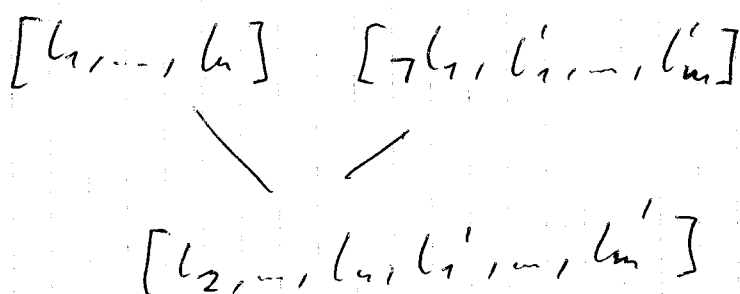 [l₁, ..., lₙ] [¬l₁, l₁', ..., lₘ']
[l₂, ..., lₙ, l₁', ..., lₘ']